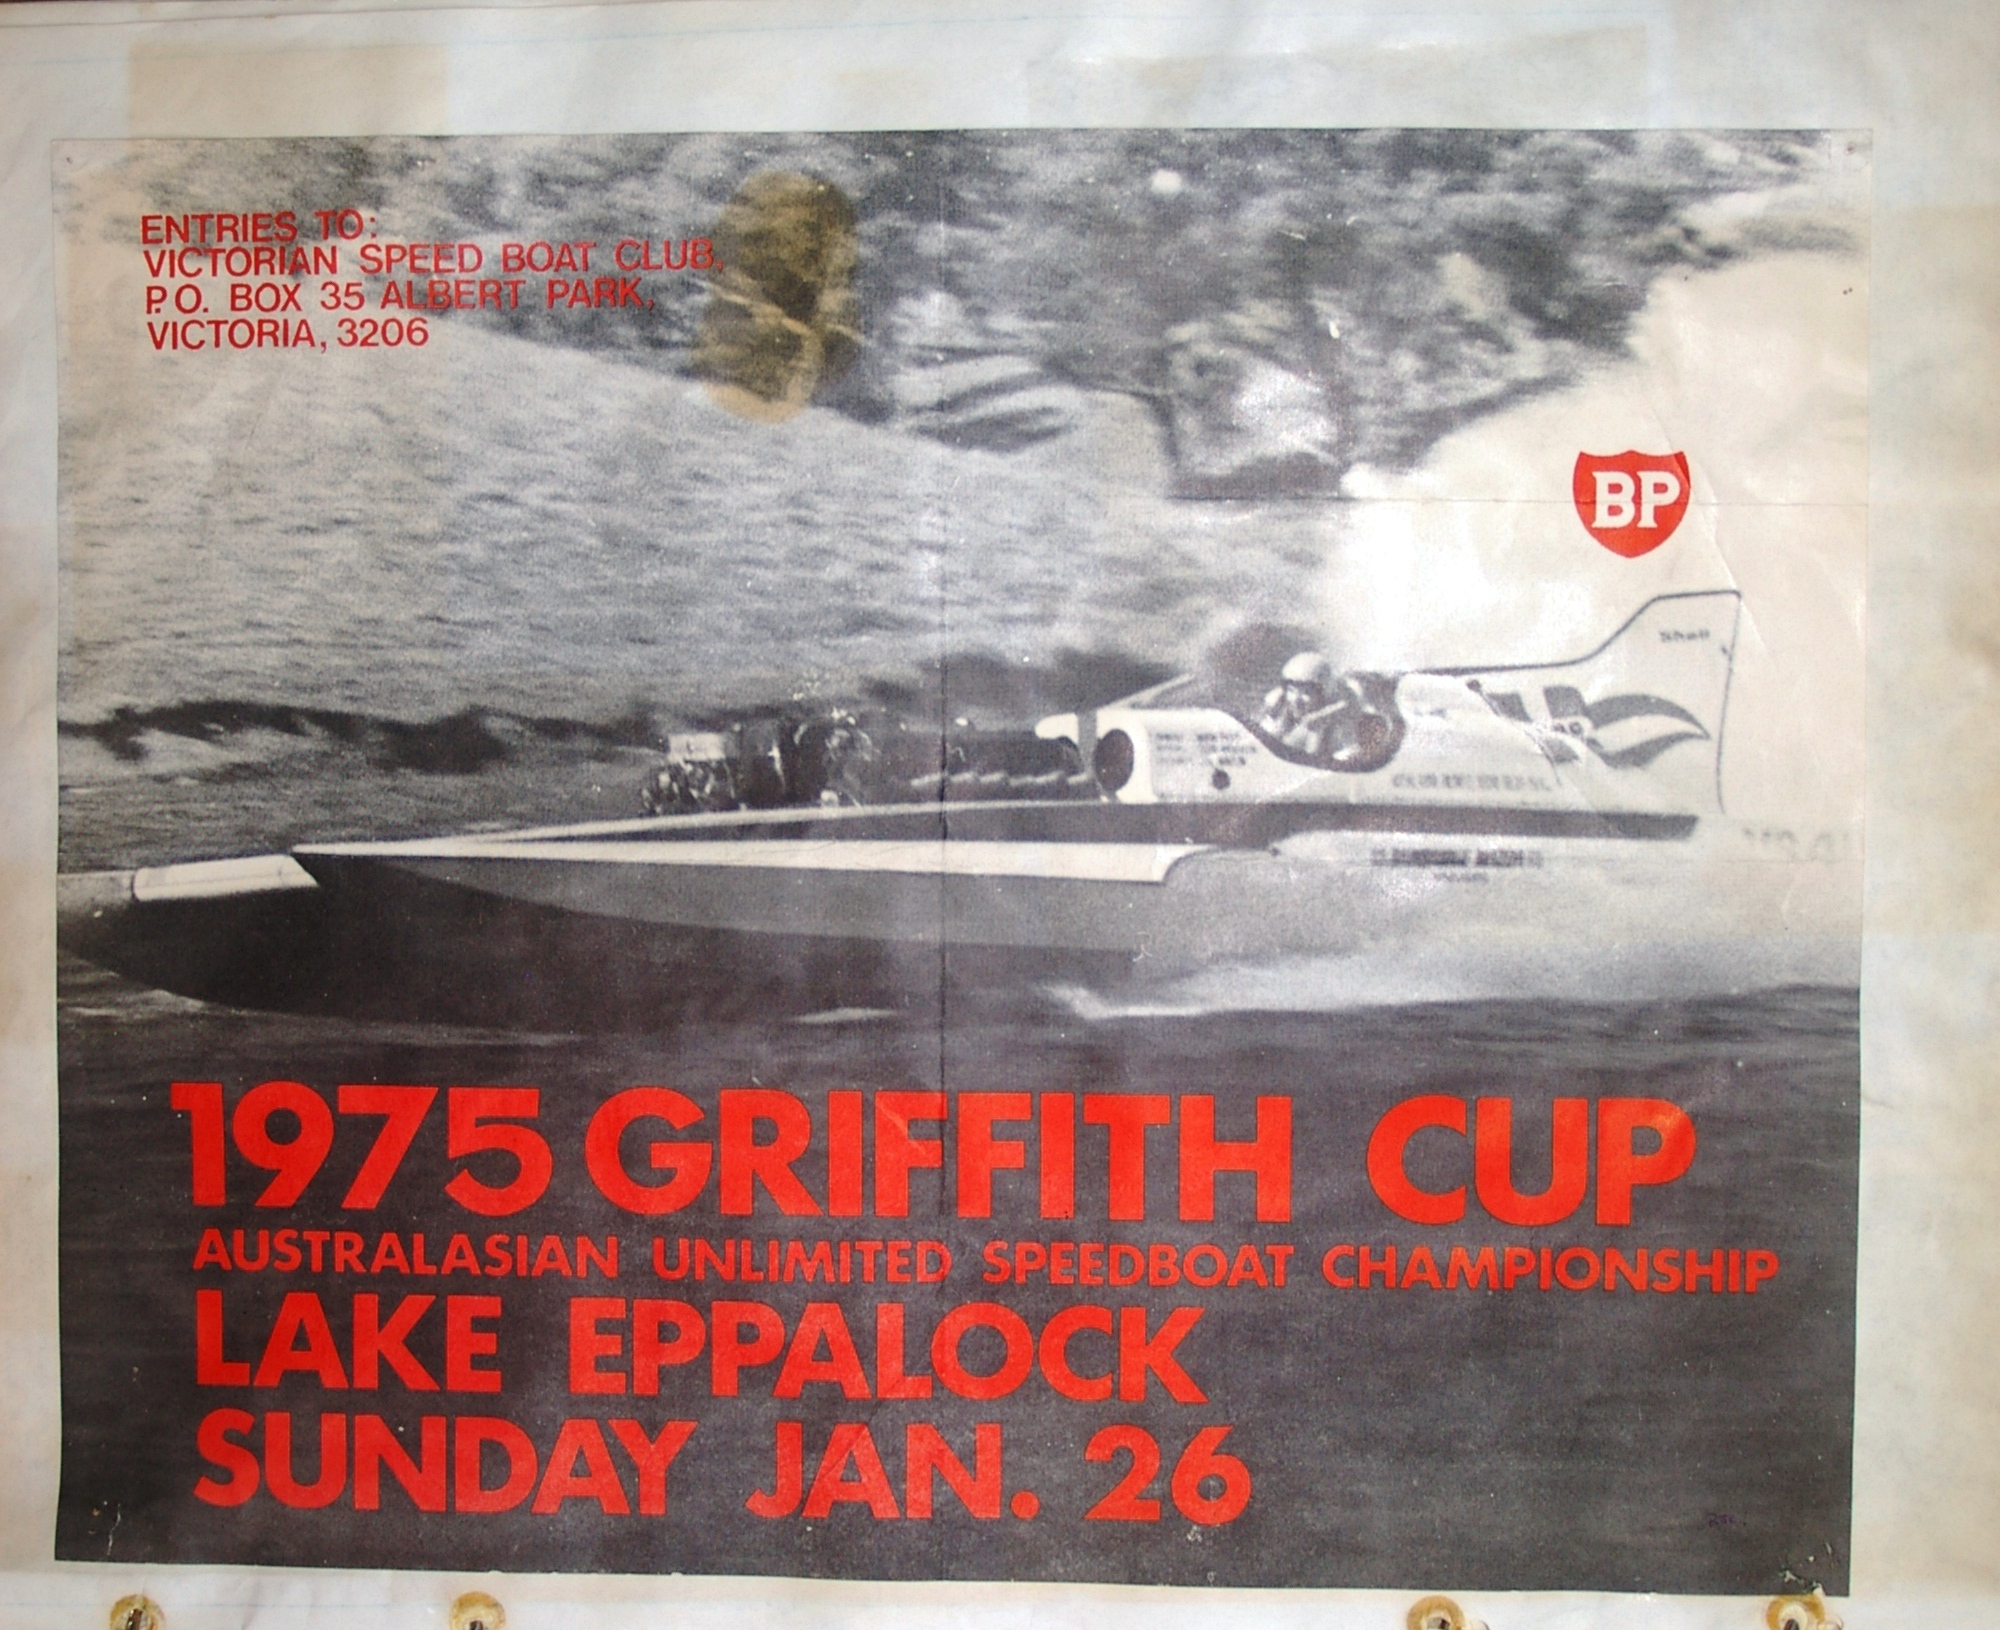 ENTRIES TO:
VICTORIAN SPEED BOAT CLUB,
P.O. BOX 35 ALBERT PARK,
VICTORIA, 3206
BP
Shell
1975 GRIFFITH CUP
AUSTRALASIAN UNLIMITED SPEEDBOAT CHAMPIONSHIP
LAKE EPPALOCK
SUNDAY JAN. 26